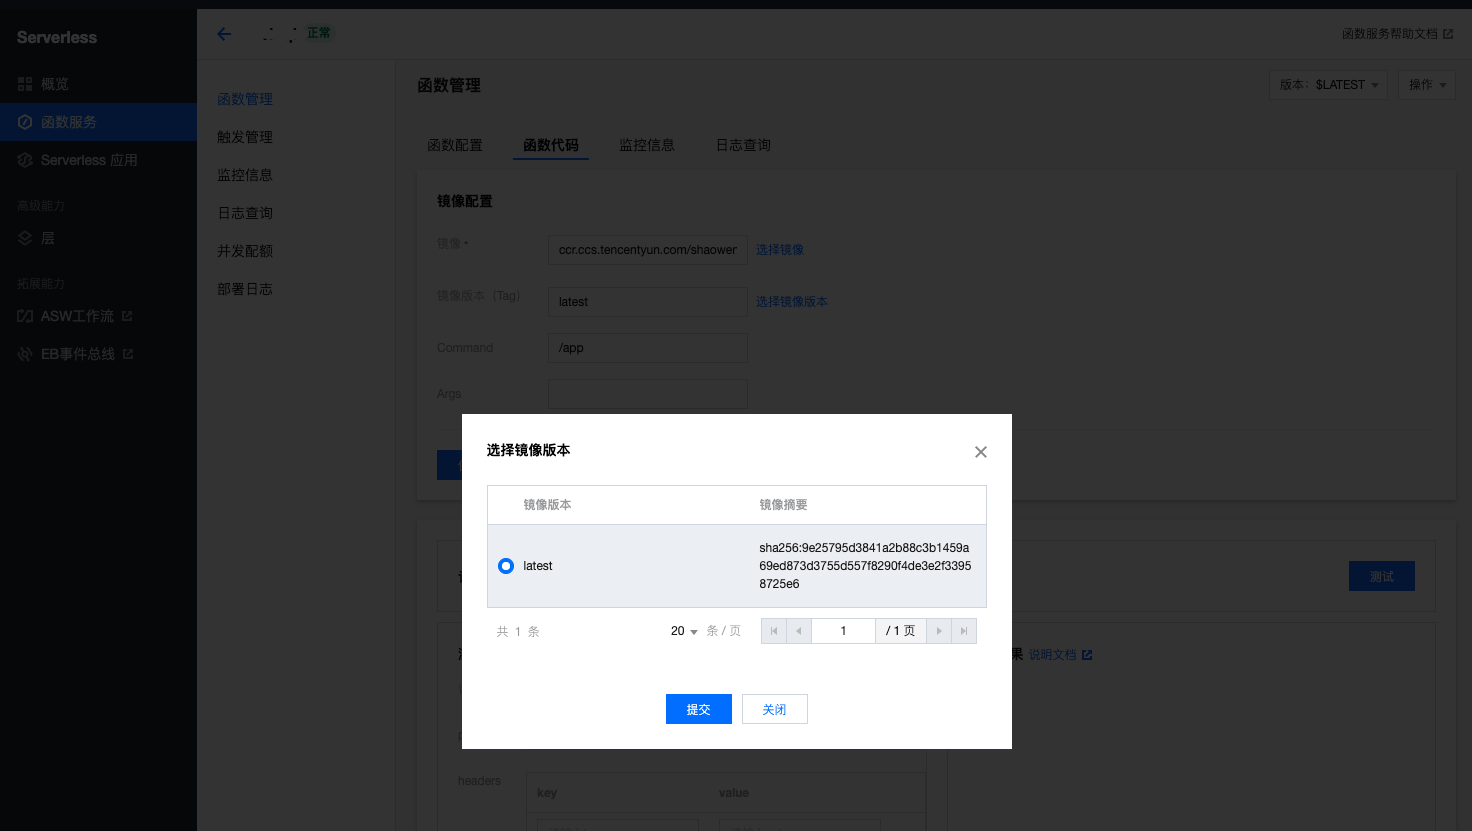 Serverless
正常
函数服务帮助文档
概览
函数服务
Serverless 应用
高级能力
层
拓展能力
ASW工作流
EB事件总线
函数管理
触发管理
监控信息
日志查询
并发配额
部署日志
函数管理
版本: $LATEST
操作
函数配置
函数代码
监控信息
日志查询
镜像配置
镜像 *
ccr.ccs.tencentyun.com/shaower
选择镜像
镜像版本（Tag）
latest
选择镜像版本
Command
/app
Args
选择镜像版本
镜像版本
镜像摘要
latest
sha256:9e25795d3841a2b88c3b1459a
69ed873d3755d557f8290f4de3e2f3395
8725e6
共 1 条
20 条 / 页
1
/ 1 页
提交
关闭
测试
果 说明文档
headers
key
value